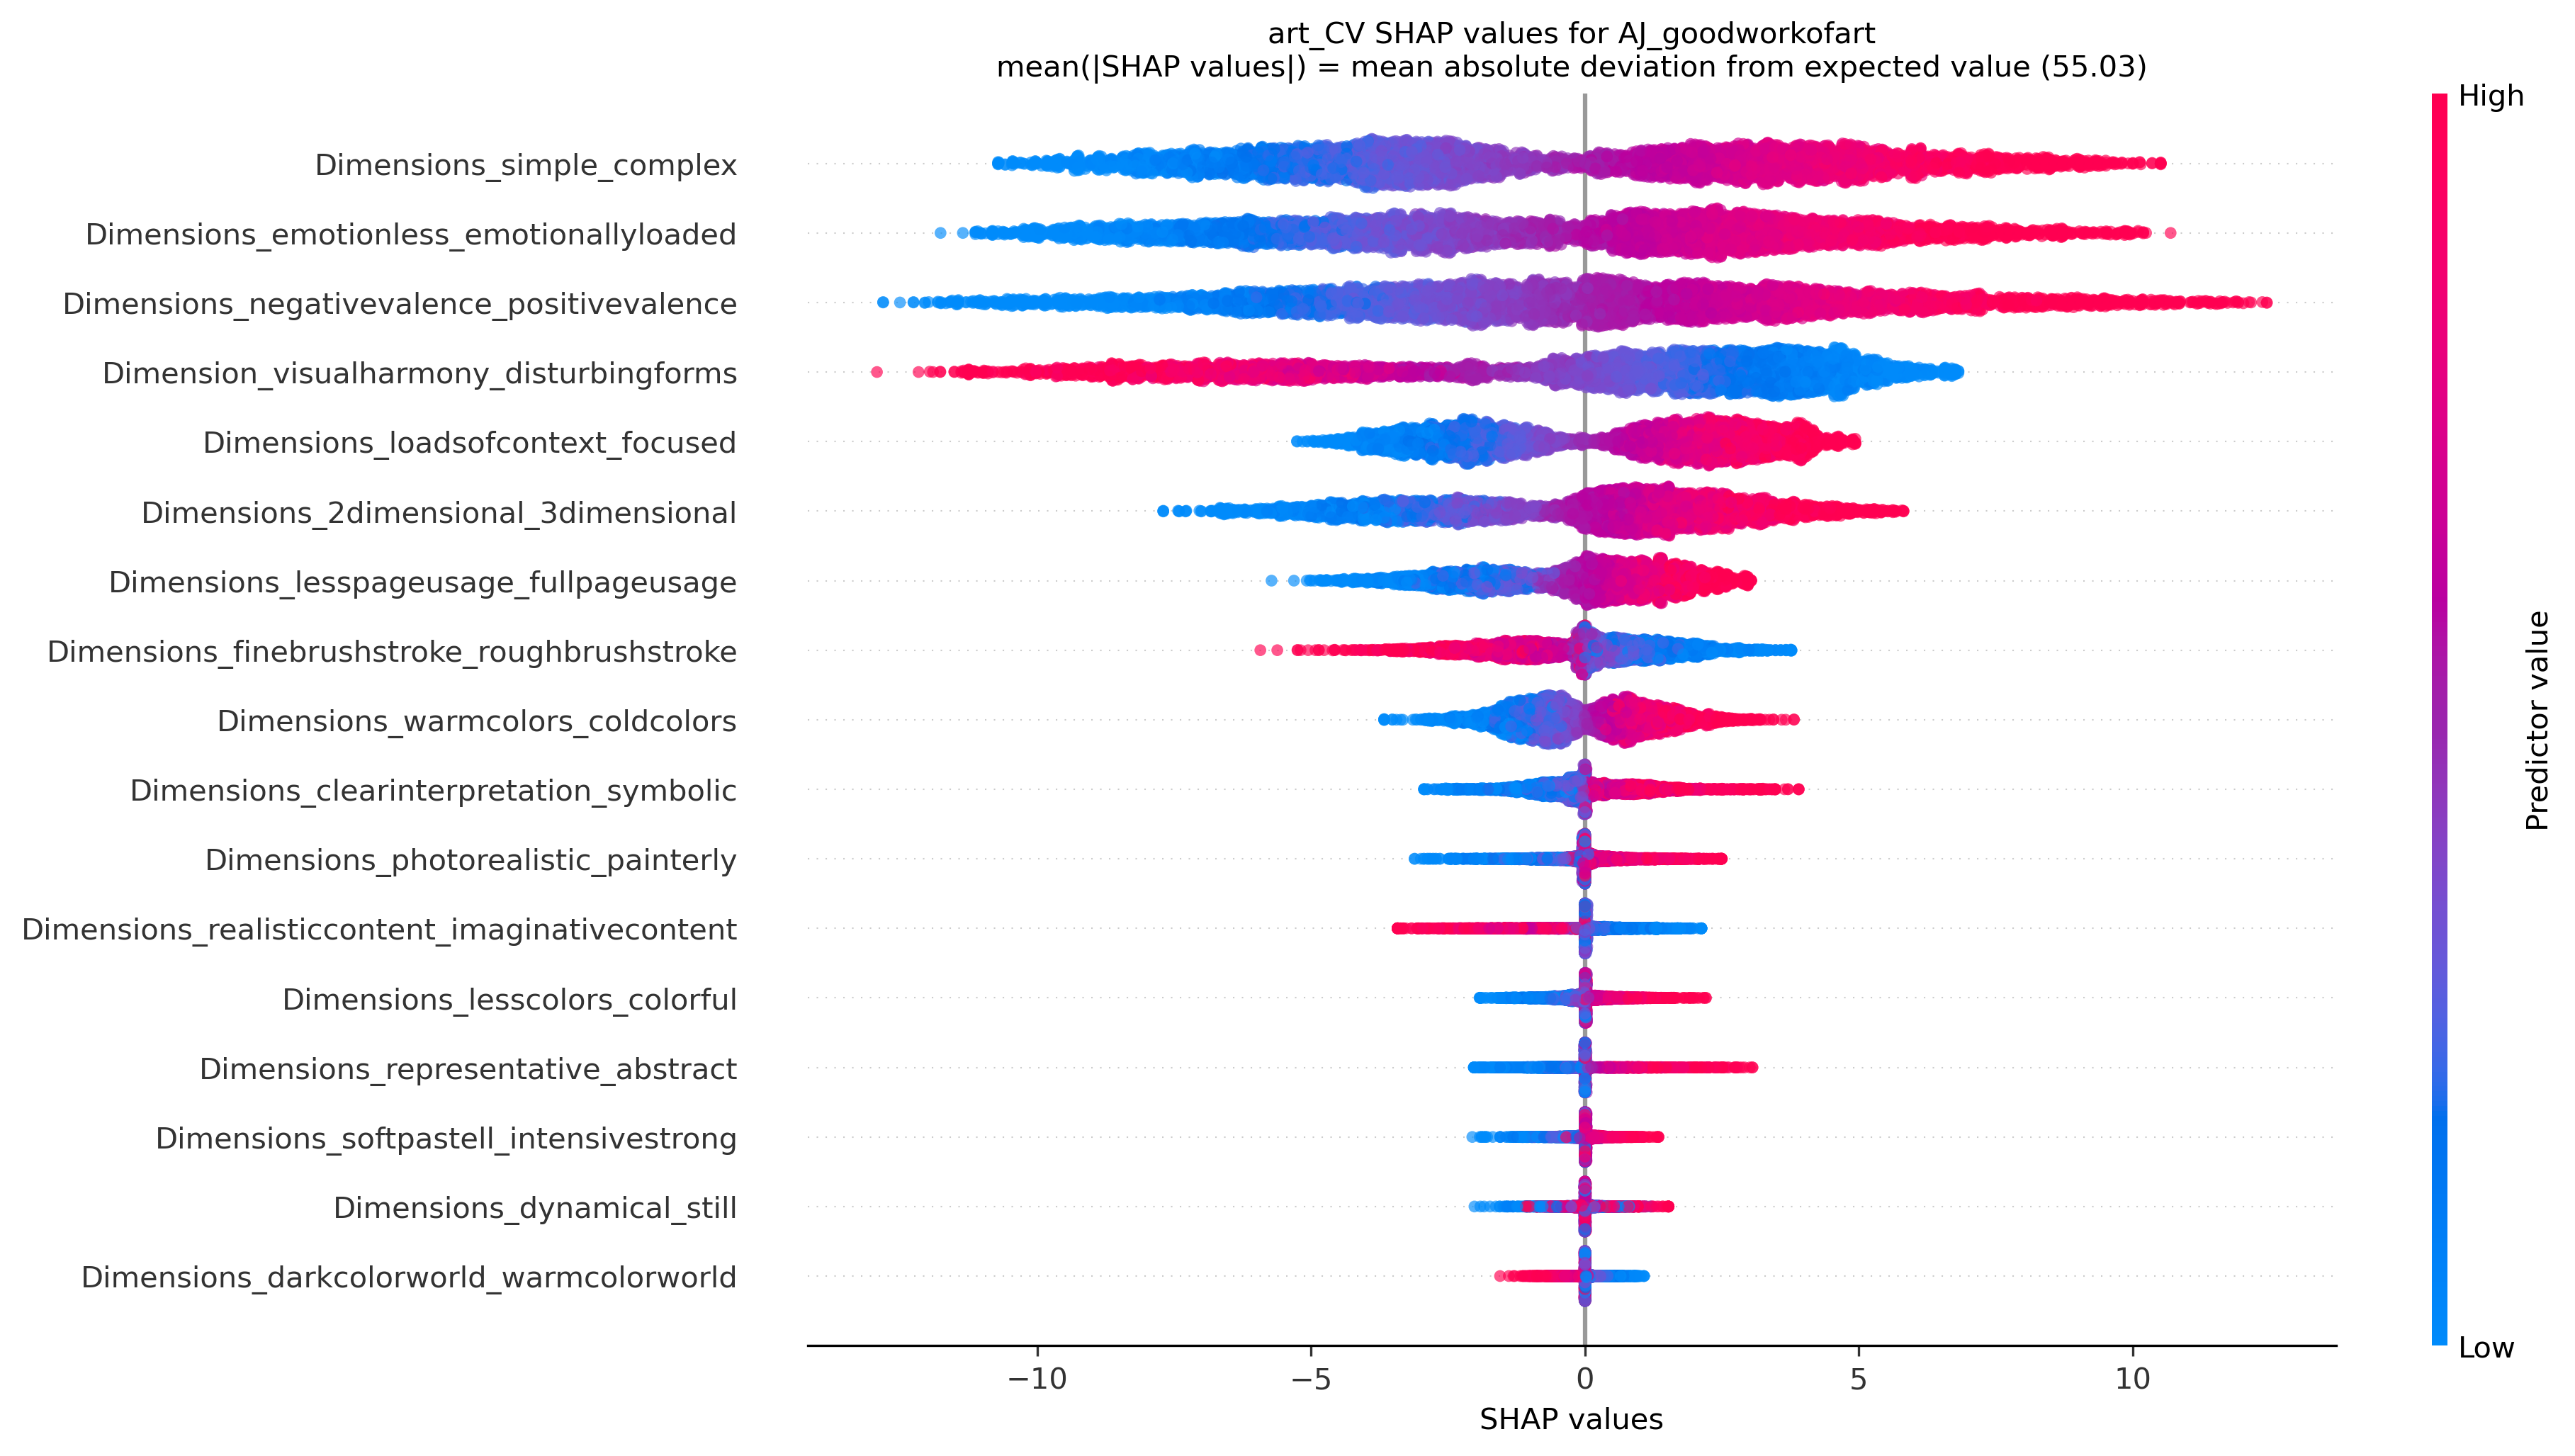 art_CV SHAP values for AJ_goodworkofart
mean(|SHAP values|) = mean absolute deviation from expected value (55.03)
High
Dimensions_simple_complex
Dimensions_emotionless_emotionallyloaded
Dimensions_negativevalence_positivevalence
Dimension_visualharmony_disturbingforms
Dimensions_loadsofcontext_focused
Dimensions_2dimensional_3dimensional
Dimensions_lesspageusage_fullpageusage
Dimensions_finebrushstroke_roughbrushstroke
Dimensions_warmcolors_coldcolors
Dimensions_clearinterpretation_symbolic
Dimensions_photorealistic_painterly
Dimensions_realisticcontent_imaginativecontent
Dimensions_lesscolors_colorful
Dimensions_representative_abstract
Dimensions_softpastell_intensivestrong
Dimensions_dynamical_still
Dimensions_darkcolorworld_warmcolorworld
Predictor value
Low
−10 −5 0 5 10
SHAP values